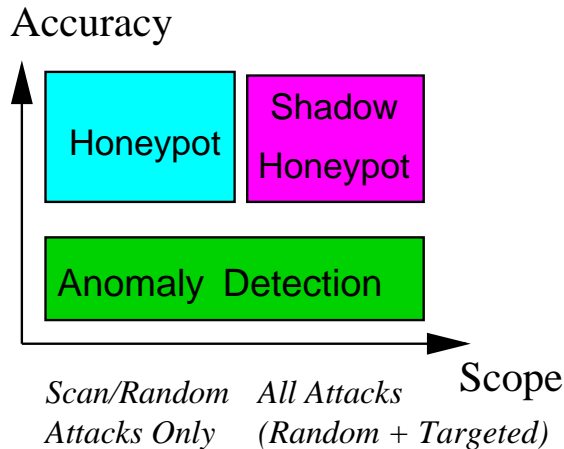 Accuracy
Honeypot
Shadow
Honeypot
Anomaly Detection
Scope
Scan/Random
Attacks Only
All Attacks
(Random + Targeted)